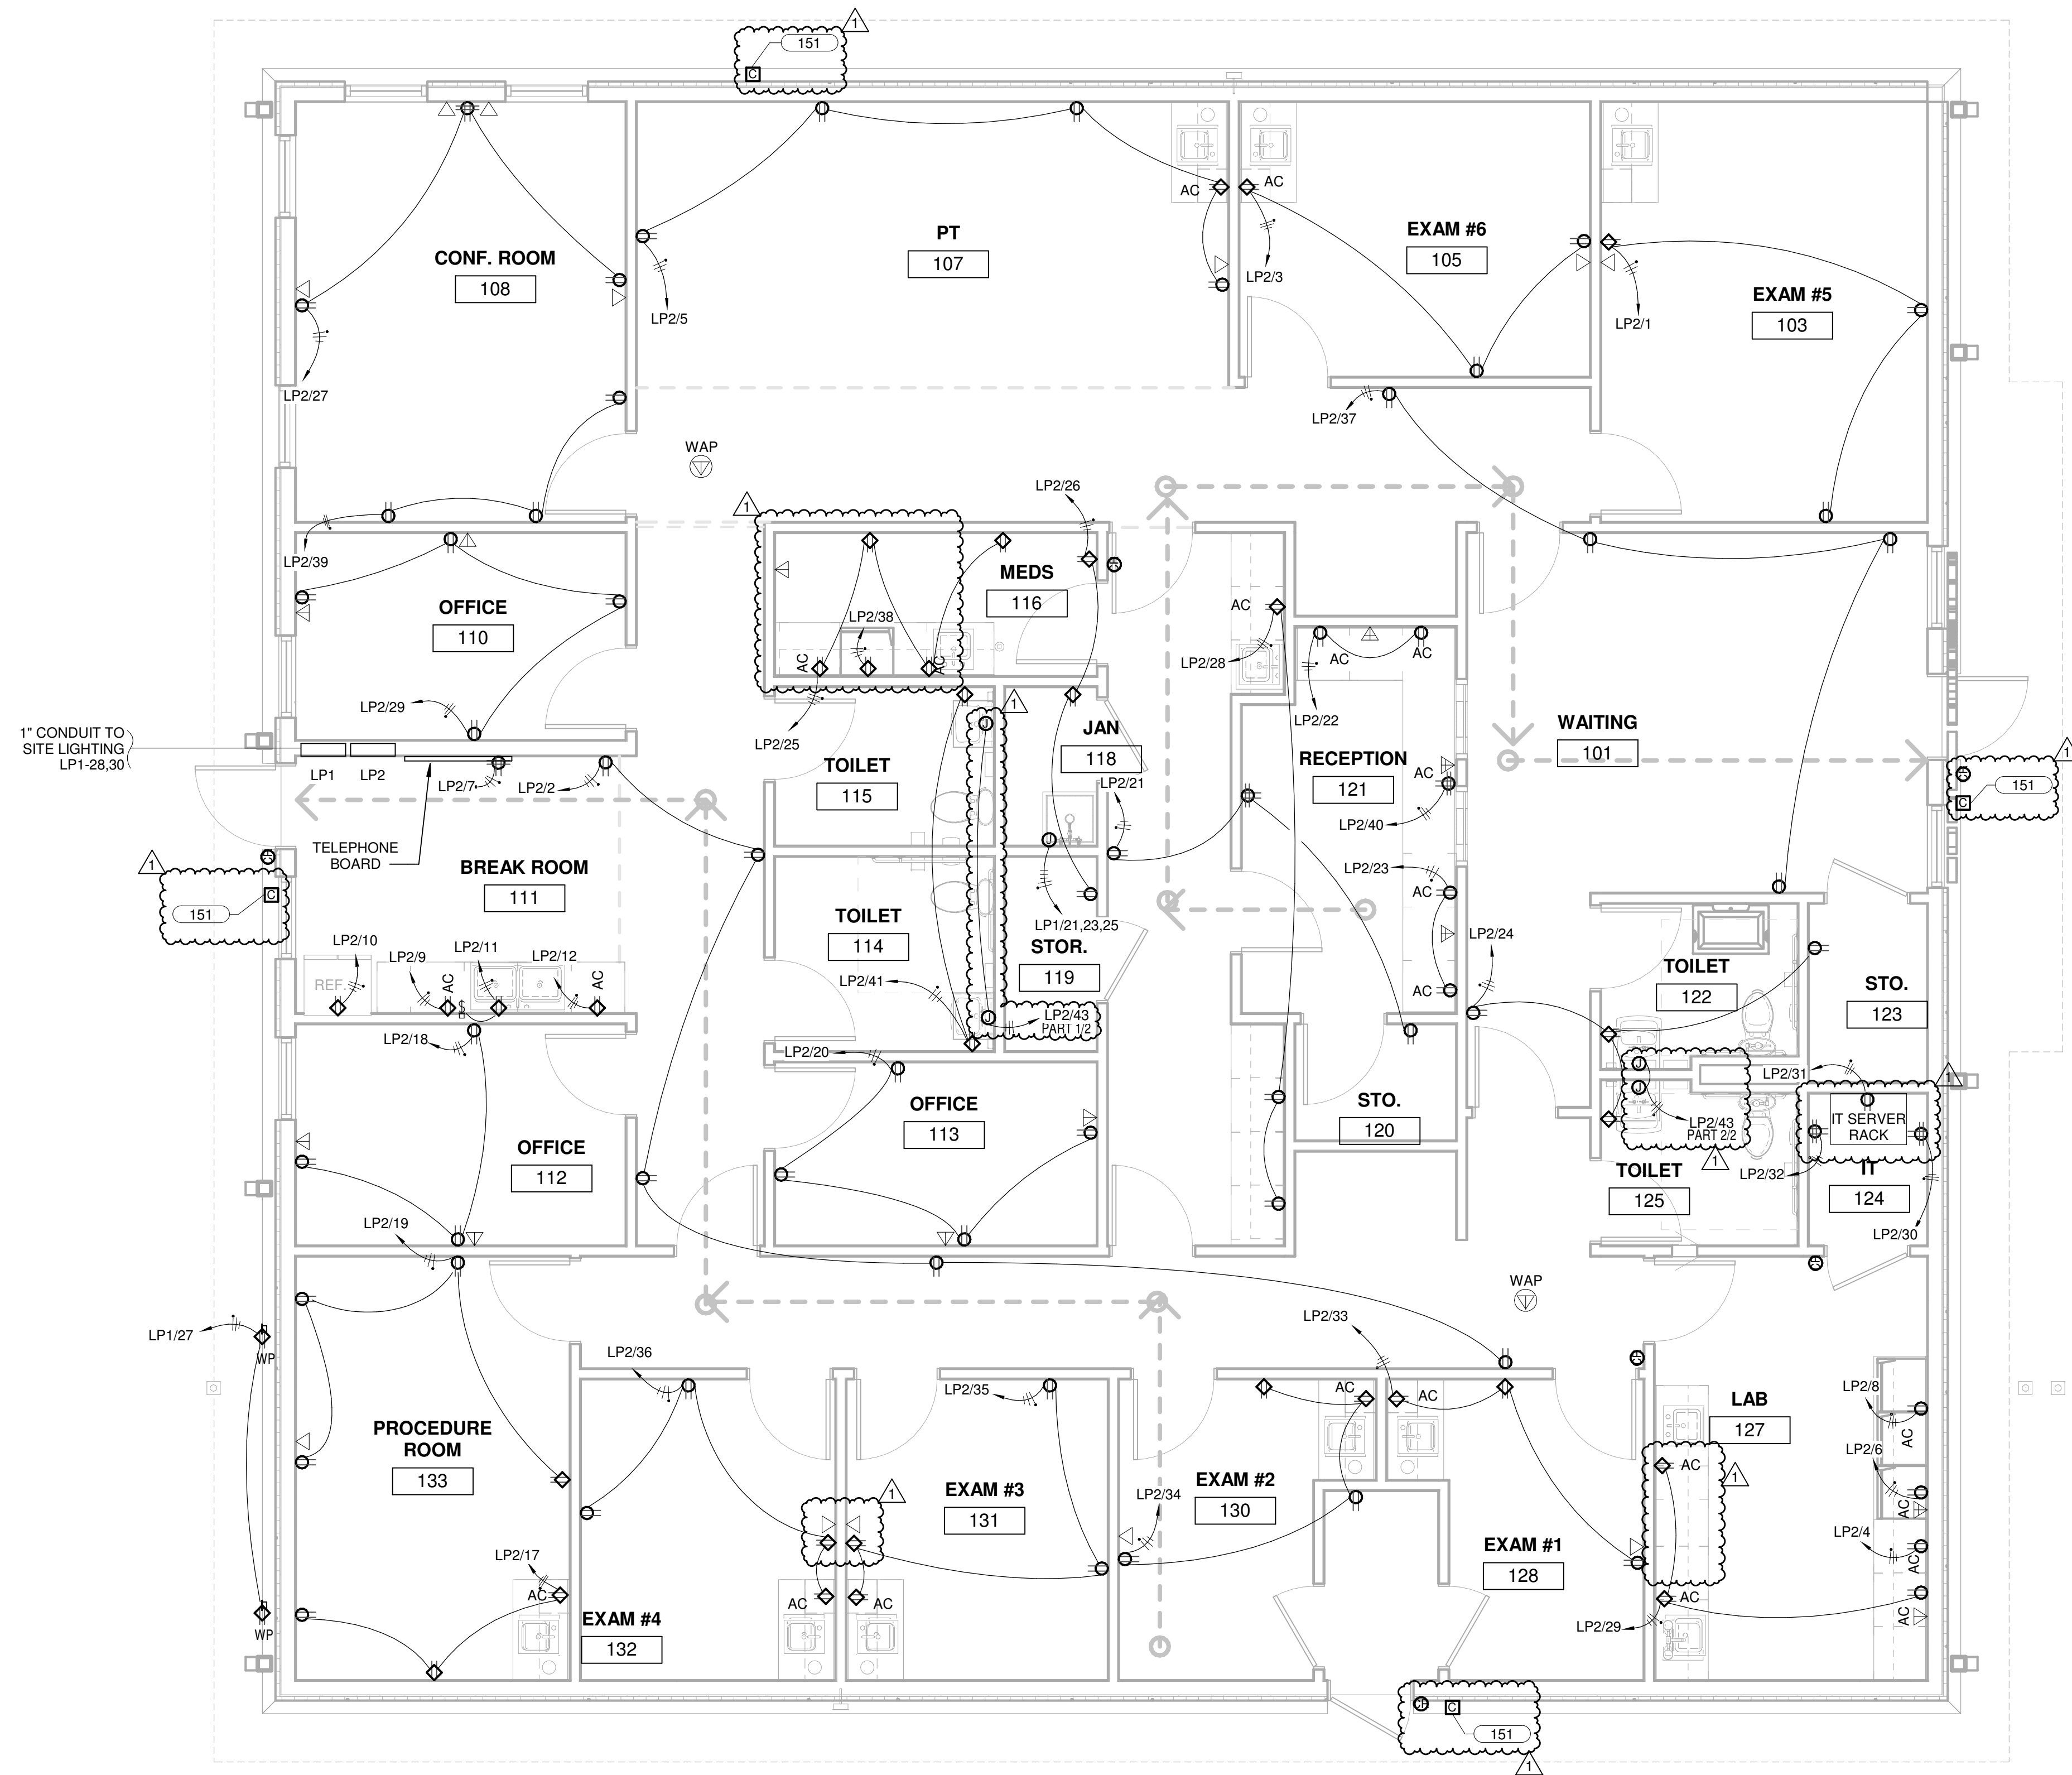 1
151
C
AC
AC
PT
107
EXAM #6
105
LP2/3
CONF. ROOM
108
LP2/5
EXAM #5
103
LP2/1
LP2/27
LP2/37
WAP
LP2/26
1
LP2/39
MEDS
116
OFFICE
110
LP2/38
AC
AC
AC
LP2/28
AC
AC
LP2/22
LP2/29
1
LP2/25
JAN
118
WAITING
101
1" CONDUIT TO
SITE LIGHTING
LP1-28,30
LP1
LP2
LP2/7
LP2/2
TOILET
115
J
LP2/21
RECEPTION
121
AC
LP2/40
1
C
151
TELEPHONE
BOARD
1
BREAK ROOM
111
C
151
J
LP2/23
AC
TOILET
114
LP1/21,23,25
STOR.
119
LP2/24
LP2/10
LP2/9
LP2/11
LP2/12
AC
AC
REF.
LP2/41
AC
TOILET
122
STO.
123
J
LP2/43
PART 1/2
LP2/18
LP2/20
J
J
LP2/31
1
OFFICE
113
STO.
120
LP2/43
PART 2/2
1
IT SERVER
RACK
OFFICE
112
TOILET
125
LP2/32
IT
124
LP2/19
LP2/30
WAP
LP1/27
WP
LP2/33
LP2/36
LP2/35
AC
AC
LAB
127
LP2/8
AC
PROCEDURE
ROOM
133
LP2/6
AC
1
AC
1
EXAM #3
131
EXAM #2
130
LP2/34
LP2/4
AC
EXAM #1
128
LP2/17
AC
AC
AC
AC
AC
LP2/29
EXAM #4
132
WP
C
151
1